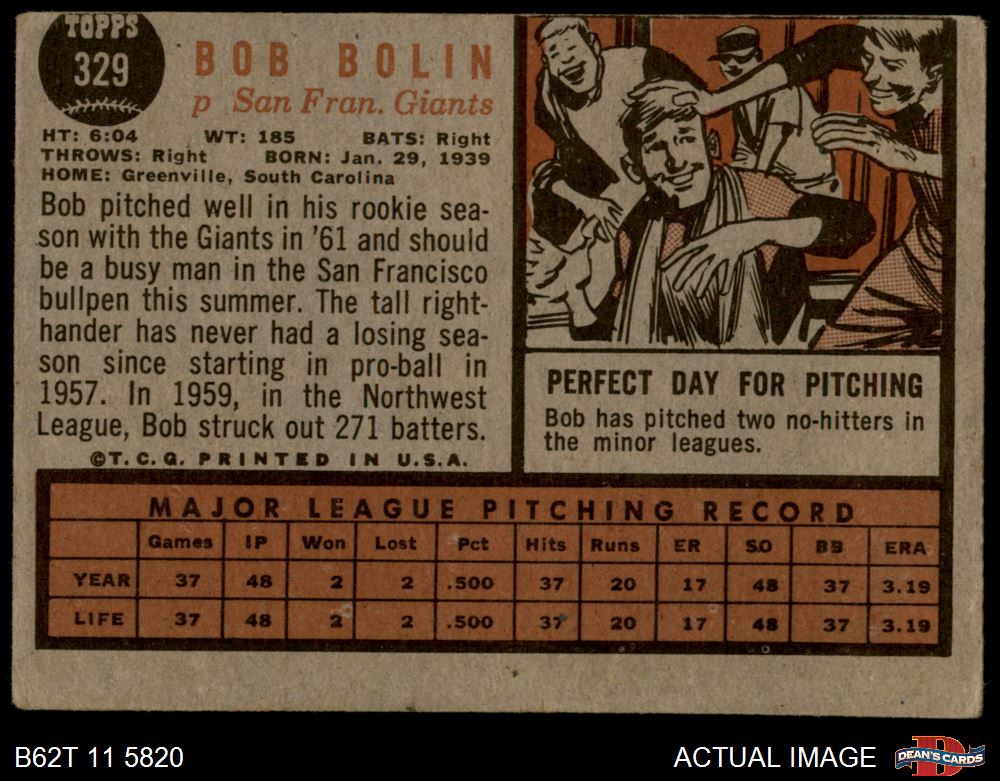 TOPPS
329
BOB BOLIN
p San Fran. Giants
HT: 6:04 WT: 185 BATS: Right
THROWS: Right BORN: Jan. 29, 1939
HOME: Greenville, South Carolina
Bob pitched well in his rookie sea-
son with the Giants in '61 and should
be a busy man in the San Francisco
bullpen this summer. The tall right-
hander has never had a losing sea-
son since starting in pro-ball in
1957. In 1959, in the Northwest
League, Bob struck out 271 batters.
©T.C.G. PRINTED IN U.S.A.
PERFECT DAY FOR PITCHING
Bob has pitched two no-hitters in
the minor leagues.
MAJOR LEAGUE PITCHING RECORD
Games IP Won Lost Pct Hits Runs ER SO BB ERA
YEAR 37 48 2 2 .500 37 20 17 48 37 3.19
LIFE 37 48 2 2 .500 37 20 17 48 37 3.19
B62T 11 5820
ACTUAL IMAGE
D
DEAN'S CARDS